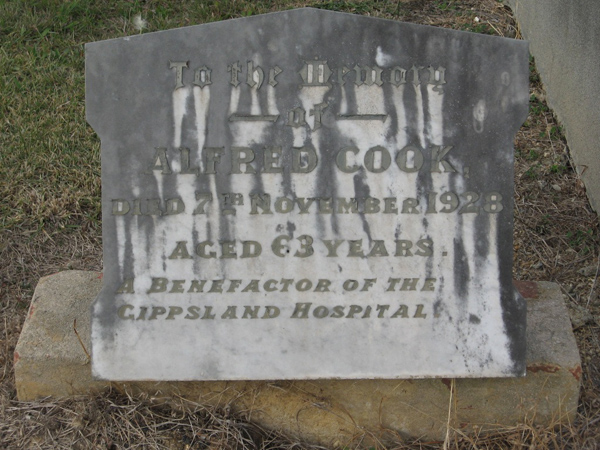 To the Memory
of
ALFRED COOK
DIED 7TH NOVEMBER 1928
AGED 63 YEARS.
A BENEFACTOR OF THE
GIPPSLAND HOSPITAL.